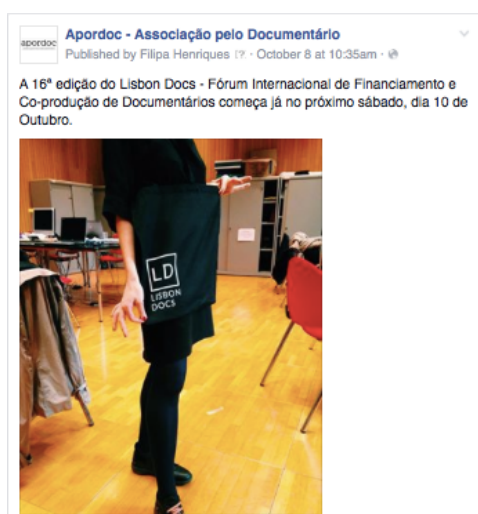 apordoc
Apordoc - Associação pelo Documentário
Published by Filipa Henriques [?] · October 8 at 10:35am ·
A 16ª edição do Lisbon Docs - Fórum Internacional de Financiamento e
Co-produção de Documentários começa já no próximo sábado, dia 10 de
Outubro.
LD
LISBON
DOCS